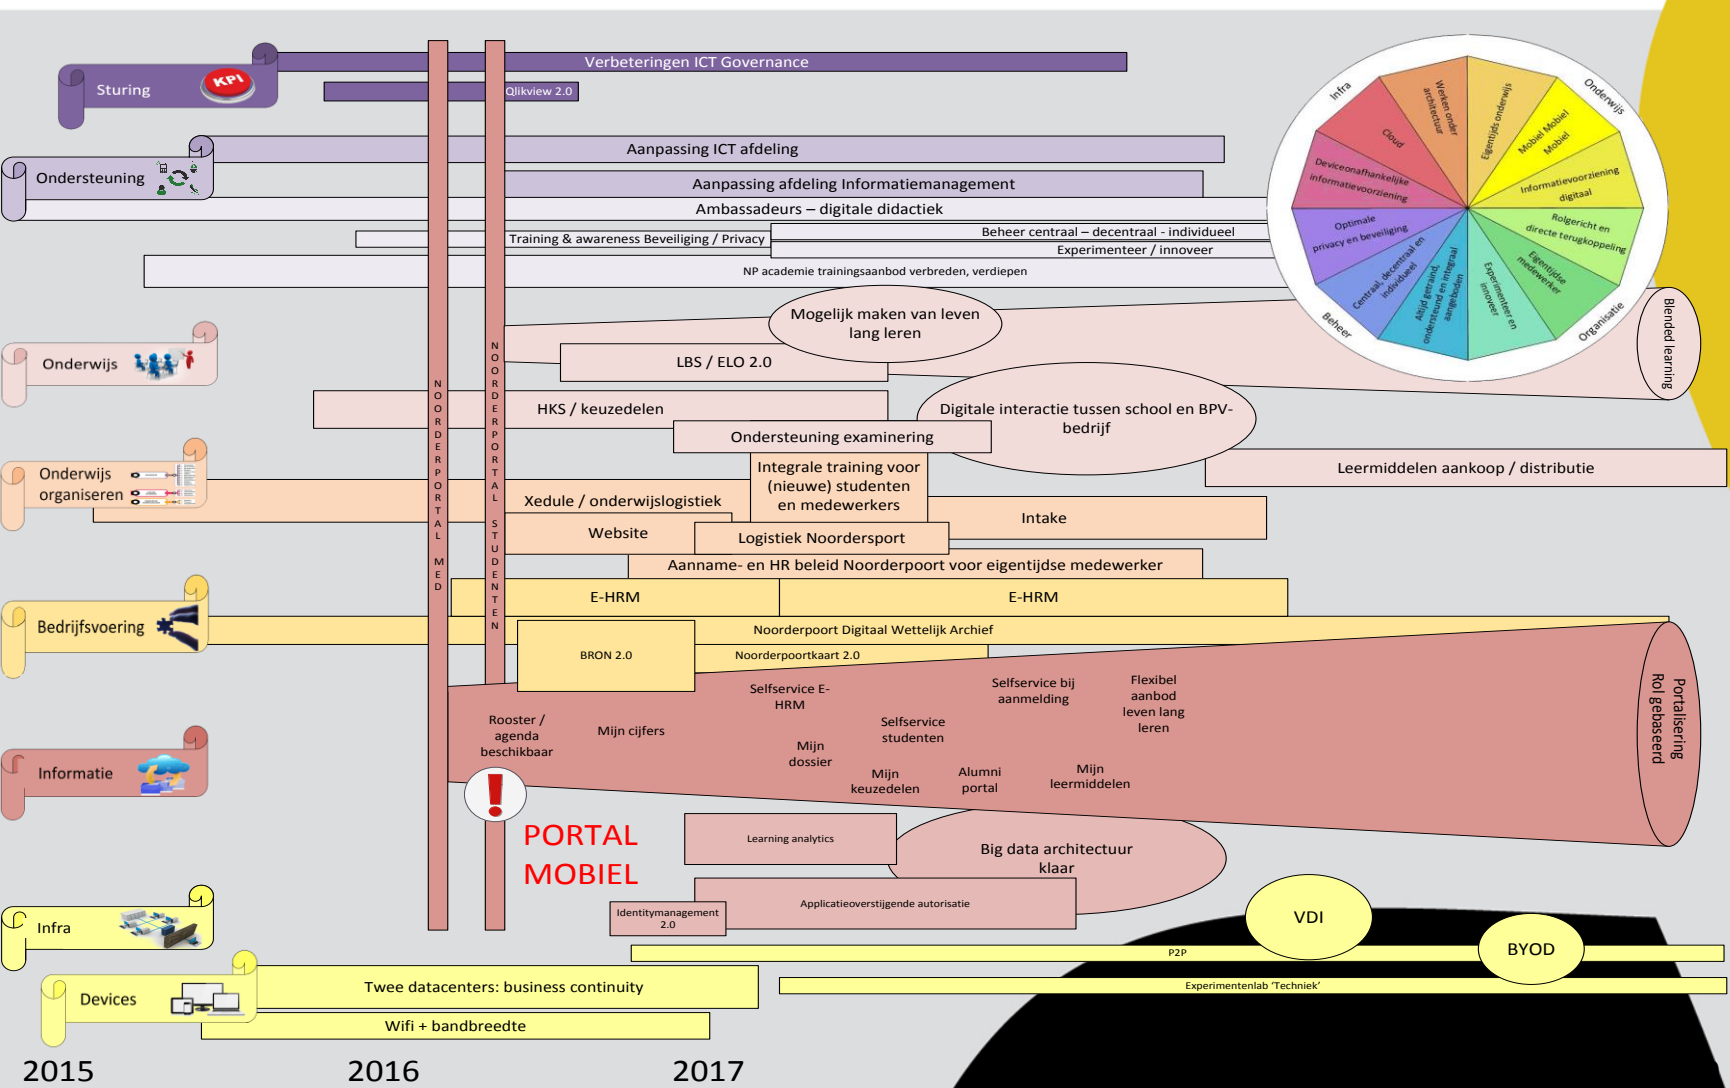 Verbeteringen ICT Governance
Sturing
KPI
Qlikview 2.0
Aanpassing ICT afdeling
Ondersteuning
Aanpassing afdeling Informatiemanagement
Ambassadeurs – digitale didactiek
Training & awareness Beveiliging / Privacy
Beheer centraal – decentraal - individueel
Experimenteer / innoveer
NP academie trainingsaanbod verbreden, verdiepen
Infra
Onderwijs
Organisatie
Beheer
Werken onder
architectuur
Eigentijds onderwijs
Mobiel Mobiel
Mobiel
Informatievoorziening
digitaal
Rolgericht en
directe terugkoppeling
Eigentijdse
medewerker
Experimenteer en
innoveer
Altijd getraind,
ondersteund en integraal
aangeboden
Centraal, decentraal en
individueel
Optimale
privacy en beveiliging
Deviceonafhankelijke
informatievoorziening
Cloud
Mogelijk maken van leven
lang leren
Blended learning
Onderwijs
LBS / ELO 2.0
HKS / keuzedelen
Digitale interactie tussen school en BPV-
bedrijf
Ondersteuning examinering
NOORDERPORTAL MED
NOORDERPORTAL STUDENTEN
Onderwijs
organiseren
Integrale training voor
(nieuwe) studenten
en medewerkers
Leermiddelen aankoop / distributie
Xedule / onderwijslogistiek
Intake
Website
Logistiek Noordersport
Aanname- en HR beleid Noorderpoort voor eigentijdse medewerker
E-HRM
E-HRM
Bedrijfsvoering
Noorderpoort Digitaal Wettelijk Archief
BRON 2.0
Noorderpoortkaart 2.0
Selfservice E-
HRM
Selfservice bij
aanmelding
Flexibel
aanbod
leven lang
leren
Rooster /
agenda
beschikbaar
Mijn cijfers
Selfservice
studenten
Mijn
dossier
Mijn
keuzedelen
Alumni
portal
Mijn
leermiddelen
Portalisering
Rol gebaseerd
Informatie
!
PORTAL
MOBIEL
Learning analytics
Big data architectuur
klaar
Applicatieoverstijgende autorisatie
Identitymanagement
2.0
Infra
VDI
BYOD
P2P
Devices
Twee datacenters: business continuity
Experimentenlab ‘Techniek’
Wifi + bandbreedte
2015
2016
2017